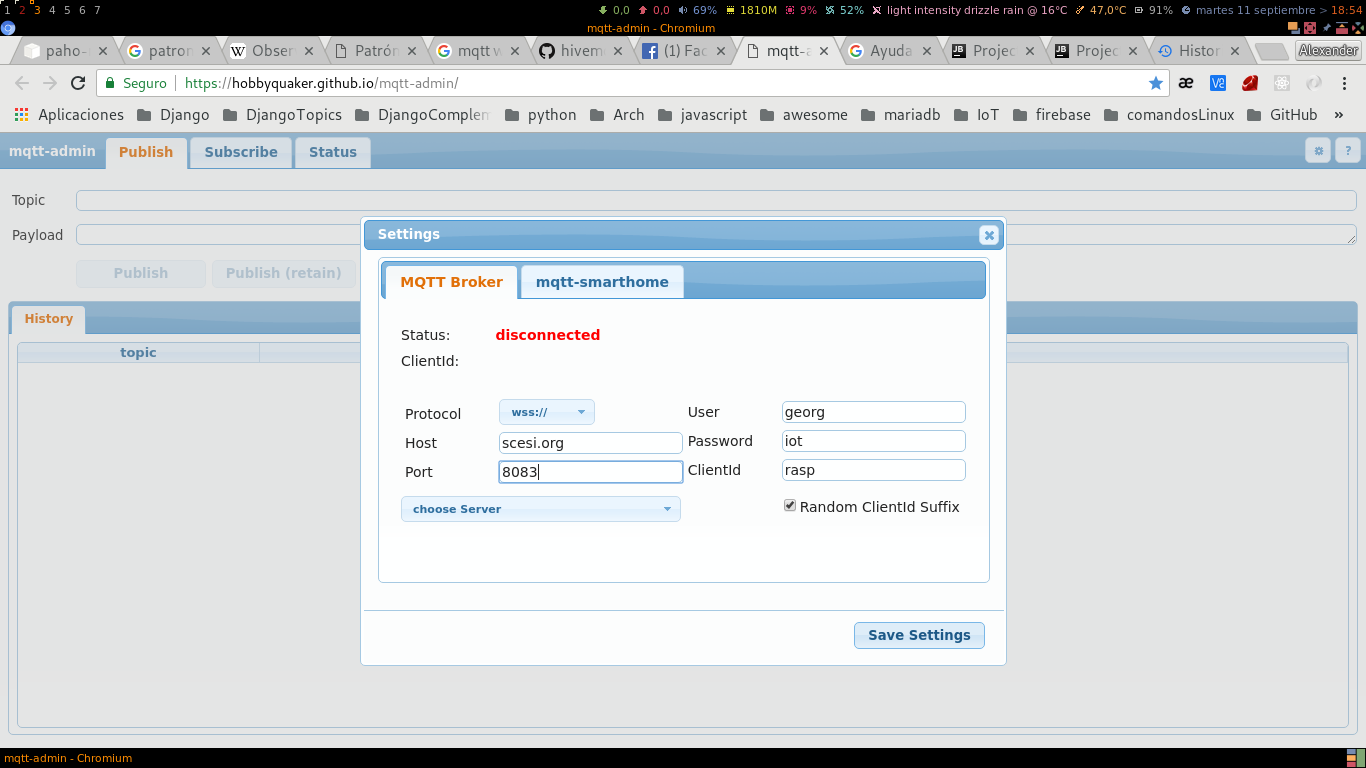 1 2 3 4 5 6 7 0,0 0,0 69% 1810M 9% 52% light intensity drizzle rain @ 16°C 47,0°C 91% martes 11 septiembre > 18:54
mqtt-admin - Chromium
paho- patron Obser Patrón mqtt w hivem (1) Fac mqtt-a Ayuda Projec Projec Histor Alexander
Seguro https://hobbyquaker.github.io/mqtt-admin/
Aplicaciones Django DjangoTopics DjangoComplem python Arch javascript awesome mariadb IoT firebase comandosLinux GitHub »
mqtt-admin Publish Subscribe Status ?
Topic
Payload
Publish Publish (retain)
History
topic
Settings
MQTT Broker mqtt-smarthome
Status: disconnected
ClientId:
Protocol wss:// User georg
Host scesi.org Password iot
Port 8083 ClientId rasp
choose Server Random ClientId Suffix
Save Settings
mqtt-admin - Chromium